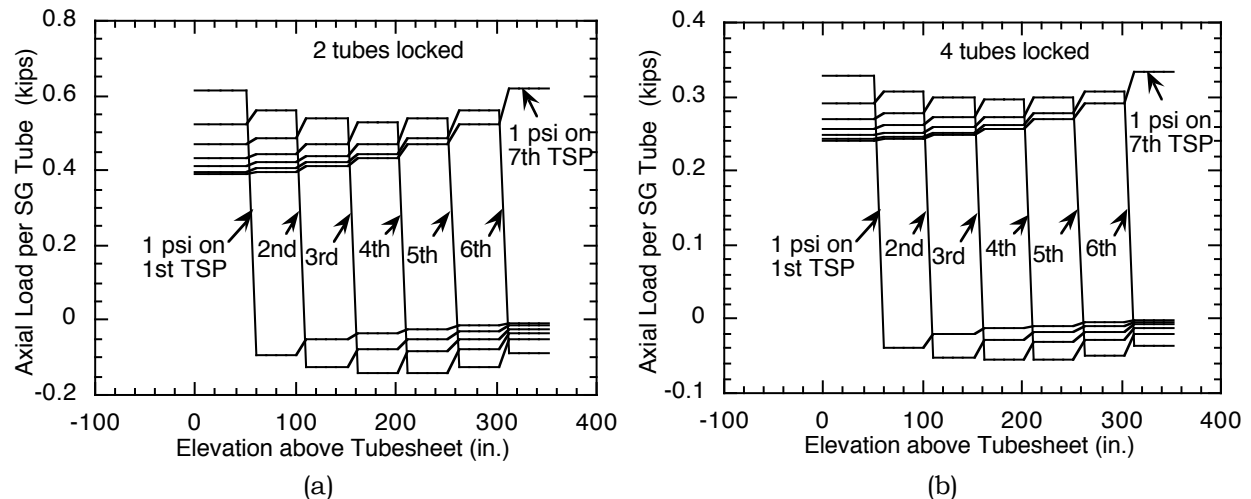 2 tubes locked
Axial Load per SG Tube (kips)
0.8
0.6
0.4
0.2
0
-0.2
1 psi on
7th TSP
1 psi on
1st TSP
2nd
3rd
4th
5th
6th
-100
0
100
200
300
400
Elevation above Tubesheet (in.)
(a)
4 tubes locked
Axial Load per SG Tube (kips)
0.4
0.3
0.2
0.1
0
-0.1
1 psi on
7th TSP
1 psi on
1st TSP
2nd
3rd
4th
5th
6th
-100
0
100
200
300
400
Elevation above Tubesheet (in.)
(b)